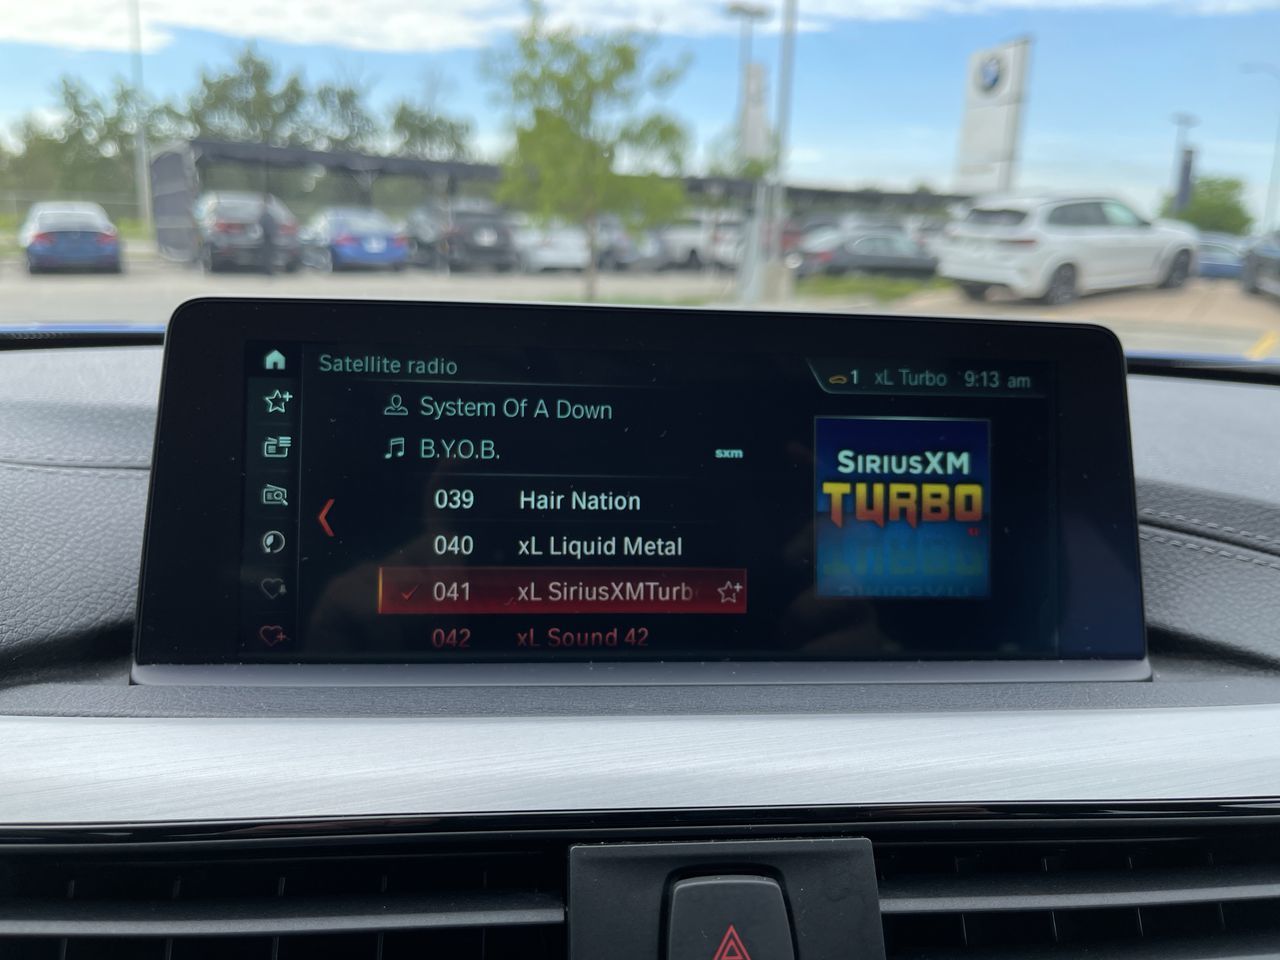 Satellite radio
1 xL Turbo 9:13 am
System Of A Down
B.Y.O.B.
sxm
039 Hair Nation
040 xL Liquid Metal
041 xL SiriusXMTurb
042 xL Sound 42
SIRIUSXM
TURBO